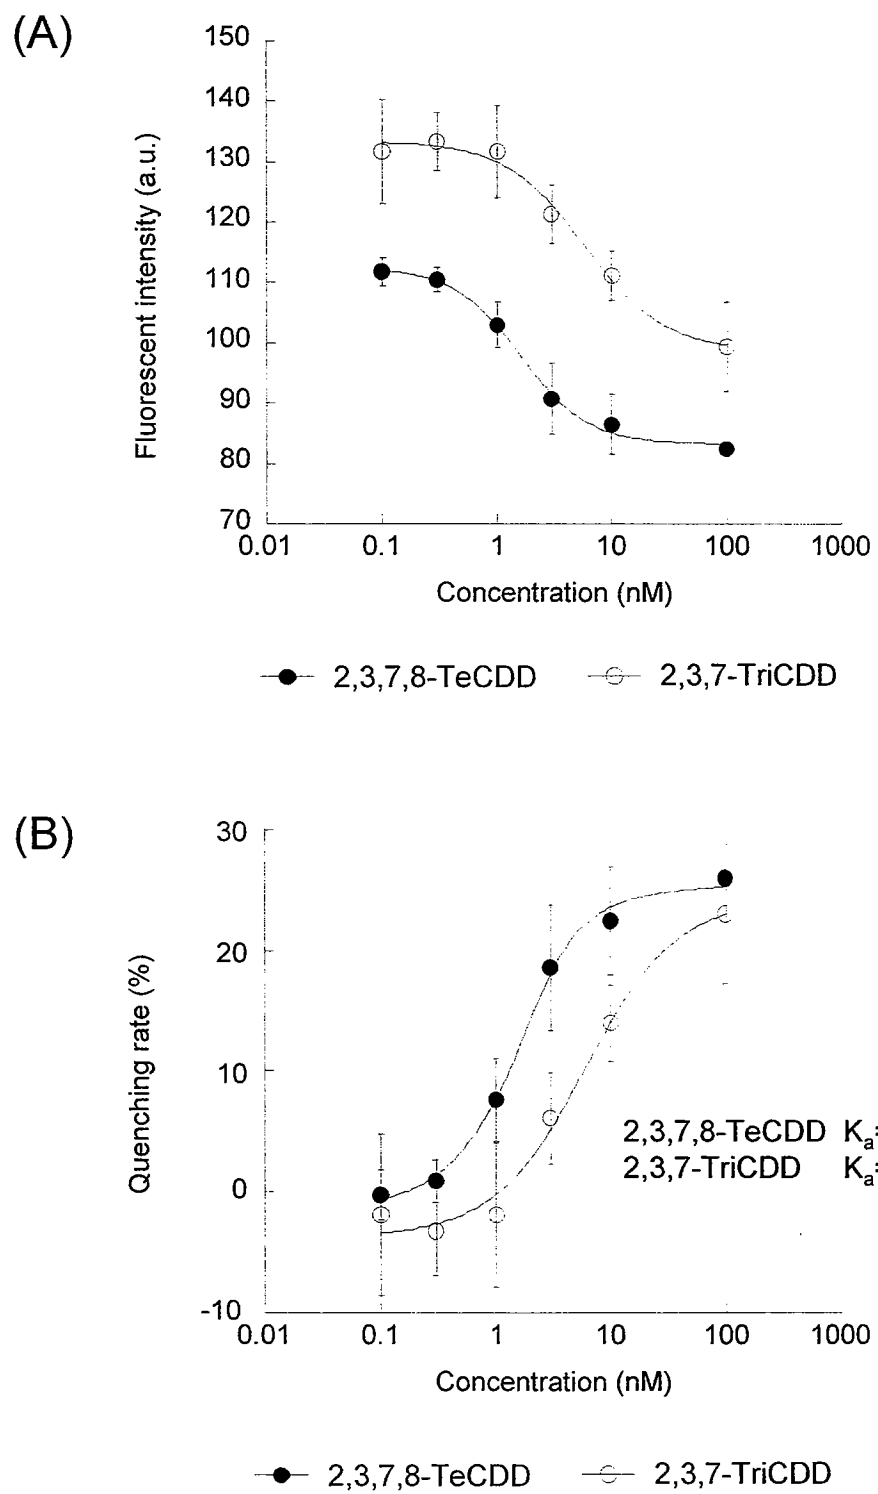 (A)
150
140
130
120
110
100
90
80
70
0.01 0.1 1 10 100 1000
Fluorescent intensity (a.u.)
Concentration (nM)
2,3,7,8-TeCDD 2,3,7-TriCDD
(B)
30
20
10
0
-10
0.01 0.1 1 10 100 1000
Quenching rate (%)
2,3,7,8-TeCDD Ka=
2,3,7-TriCDD Ka=
Concentration (nM)
2,3,7,8-TeCDD 2,3,7-TriCDD